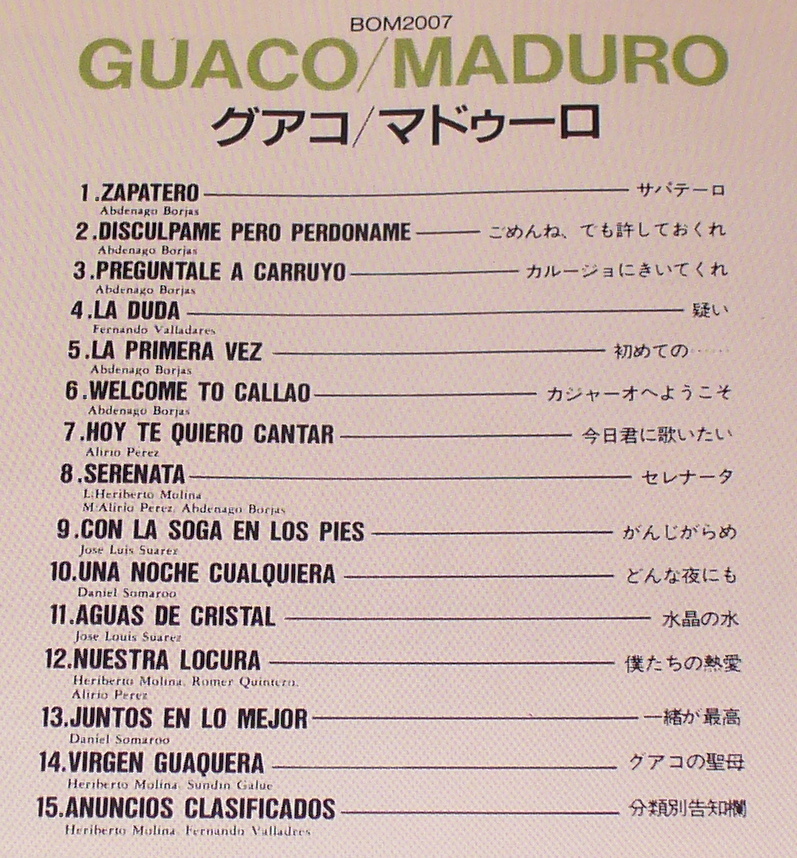 BOM2007
GUACO/MADURO
グアコ/マドゥーロ
1.ZAPATERO サパテーロ
Abdenago Borjas
2.DISCULPAME PERO PERDONAME ごめんね、でも許しておくれ
Abdenago Borjas
3.PREGUNTALE A CARRUYO カルージョにきいてくれ
Abdenago Borjas
4.LA DUDA 疑い
Fernando Valladares
5.LA PRIMERA VEZ 初めての……
Abdenago Borjas
6.WELCOME TO CALLAO カジャーオへようこそ
Abdenago Borjas
7.HOY TE QUIERO CANTAR 今日君に歌いたい
Alirio Perez
8.SERENATA セレナータ
L:Heriberto Molina
M:Alirio Perez, Abdenago Borjas
9.CON LA SOGA EN LOS PIES がんじがらめ
Jose Luis Suarez
10.UNA NOCHE CUALQUIERA どんな夜にも
Daniel Somaroo
11.AGUAS DE CRISTAL 水晶の水
Jose Louis Suarez
12.NUESTRA LOCURA 僕たちの熱愛
Heriberto Molina, Romer Quintero,
Alirio Perez
13.JUNTOS EN LO MEJOR 一緒が最高
Daniel Somaroo
14.VIRGEN GUAQUERA グアコの聖母
Heriberto Molina, Sundin Galue
15.ANUNCIOS CLASIFICADOS 分類別告知欄
Heriberto Molina, Fernando Valladres